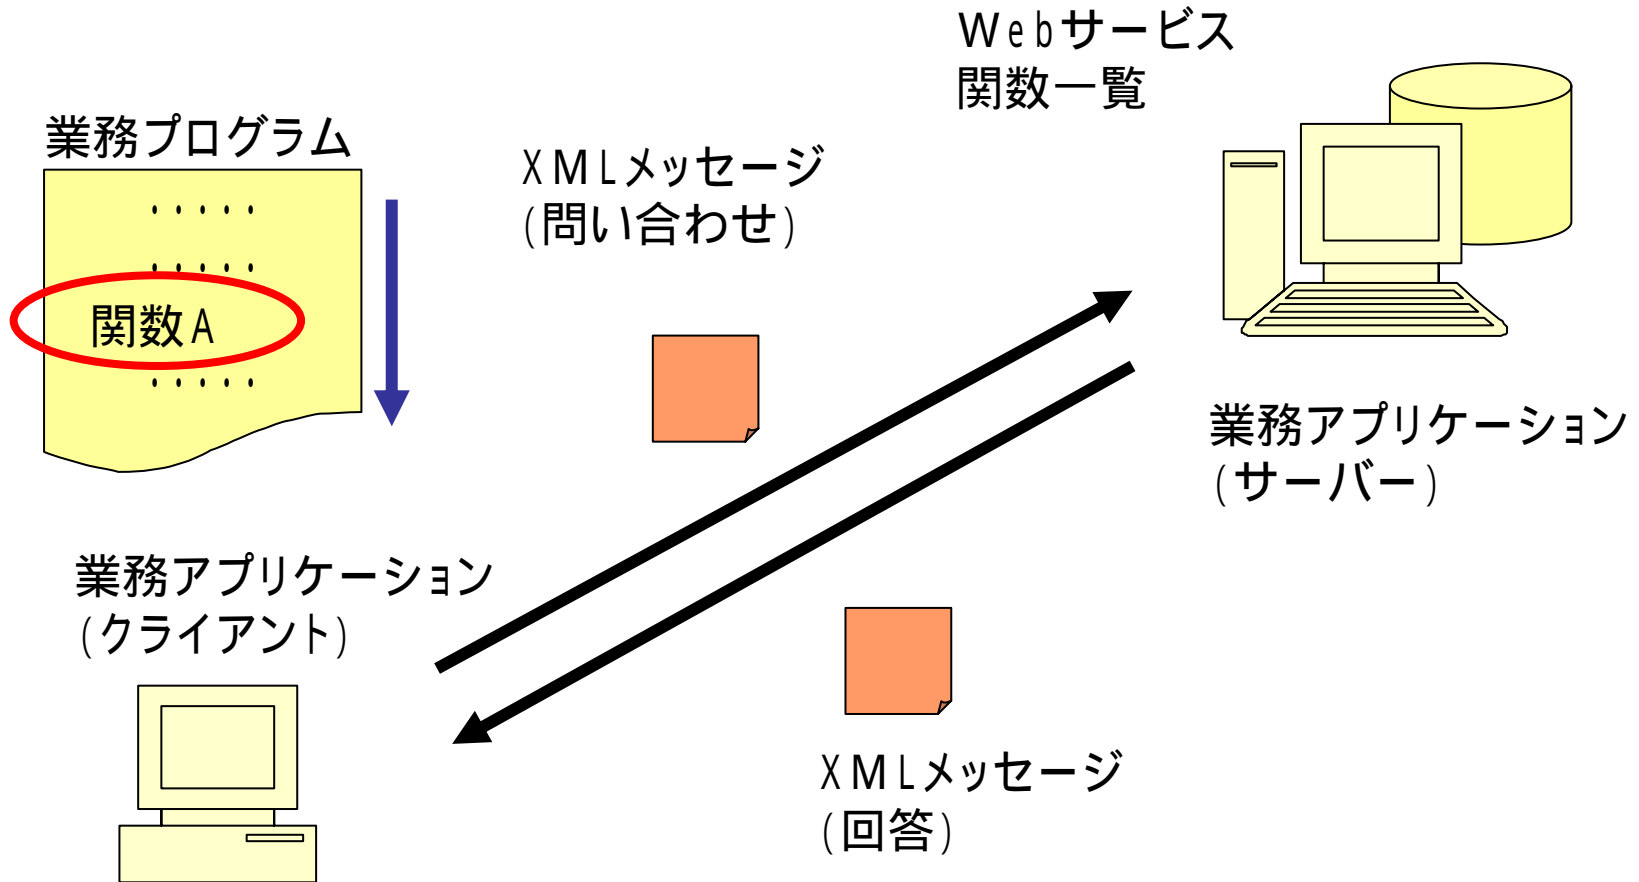 Webサービス
関数一覧
業務プログラム
・・・・・
・・・・・
関数A
・・・・・
XMLメッセージ
(問い合わせ)
業務アプリケーション
(サーバー)
業務アプリケーション
(クライアント)
XMLメッセージ
(回答)